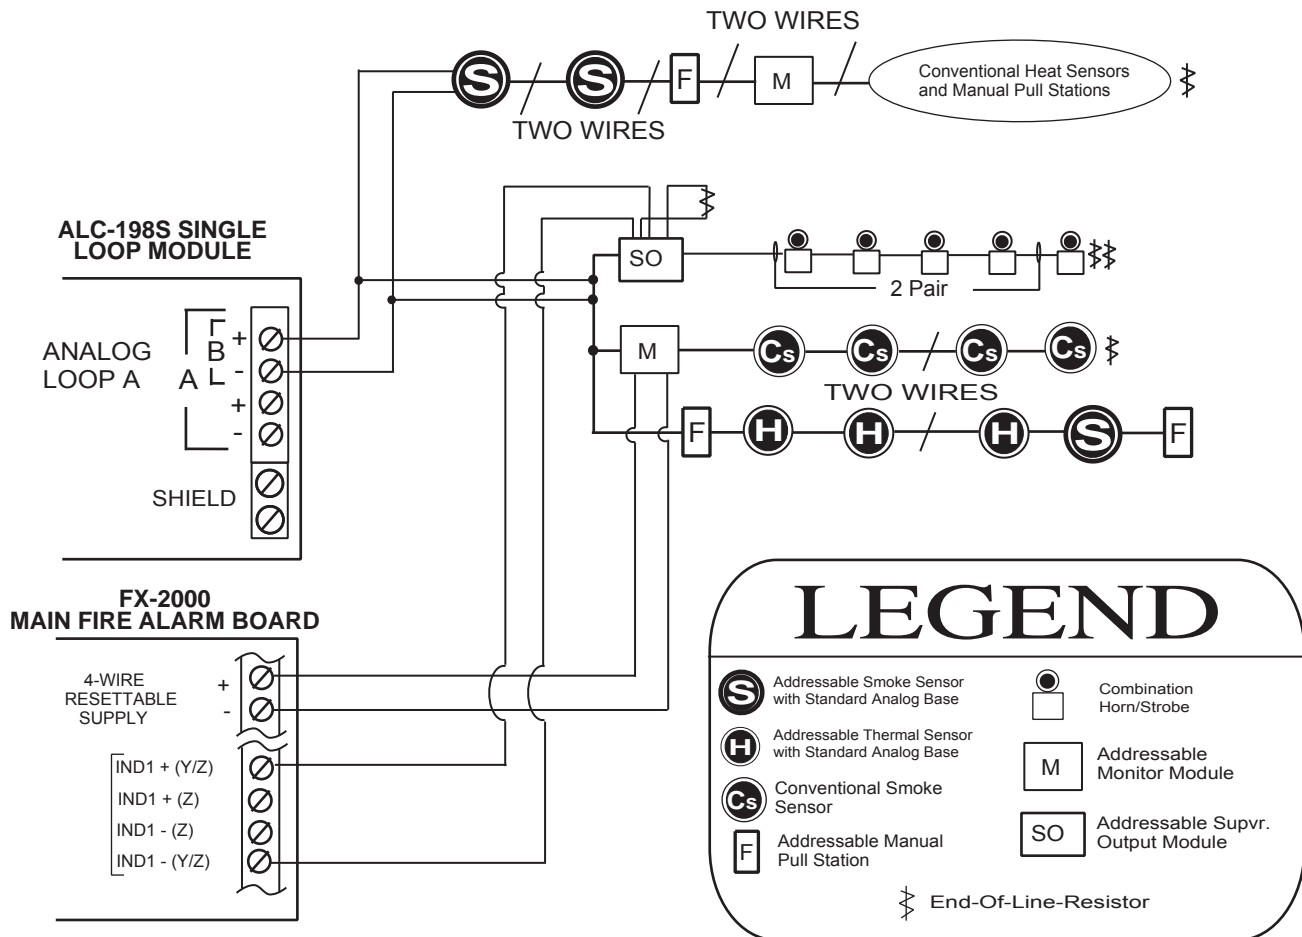 TWO WIRES
S
S
F
M
Conventional Heat Sensors
and Manual Pull Stations
TWO WIRES
ALC-198S SINGLE
LOOP MODULE
SO
2 Pair
ANALOG
LOOP A
A
B
+
-
+
-
M
Cs
Cs
Cs
Cs
TWO WIRES
F
H
H
H
S
F
SHIELD
FX-2000
MAIN FIRE ALARM BOARD
4-WIRE
RESETTABLE
SUPPLY
+
-
IND1 + (Y/Z)
IND1 + (Z)
IND1 - (Z)
IND1 - (Y/Z)
LEGEND
S
Addressable Smoke Sensor
with Standard Analog Base
H
Addressable Thermal Sensor
with Standard Analog Base
Cs
Conventional Smoke
Sensor
F
Addressable Manual
Pull Station
Combination
Horn/Strobe
M
Addressable
Monitor Module
SO
Addressable Supvr.
Output Module
End-Of-Line-Resistor